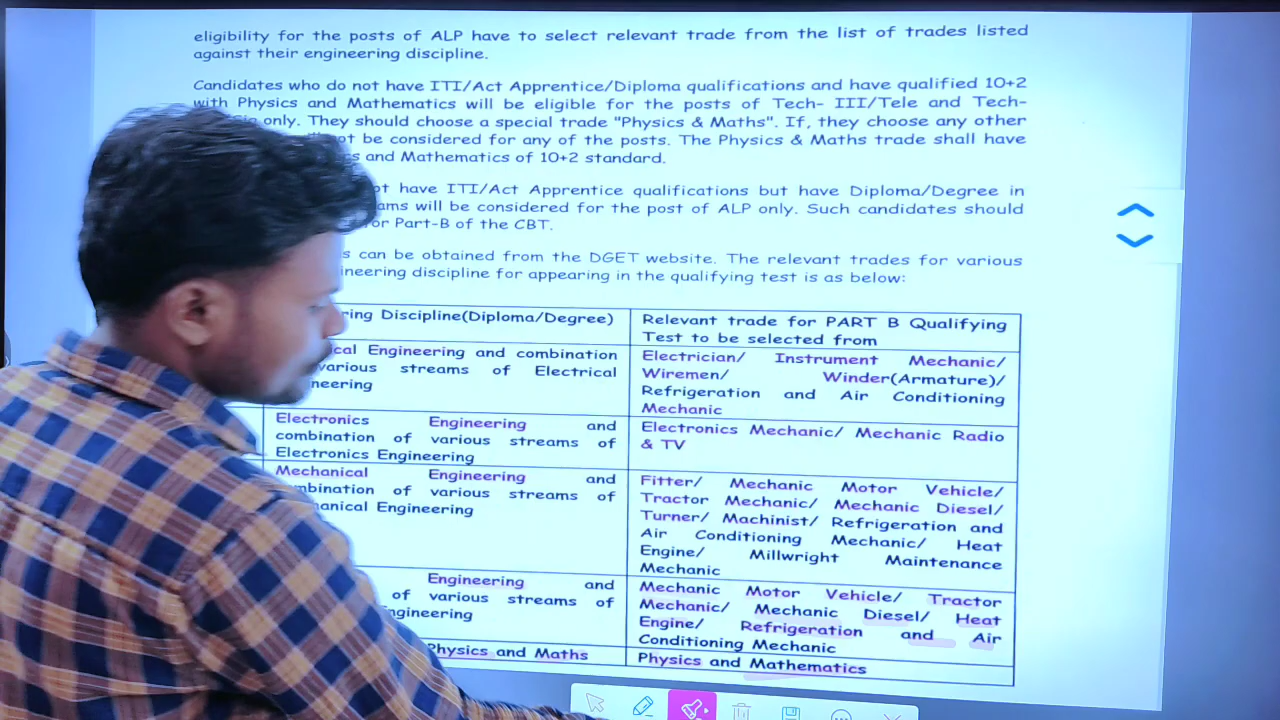 eligibility for the posts of ALP have to select relevant trade from the list of trades listed
against their engineering discipline.
Candidates who do not have ITI/Act Apprentice/Diploma qualifications and have qualified 10+2
with Physics and Mathematics will be eligible for the posts of Tech- III/Tele and Tech-
only. They should choose a special trade "Physics & Maths". If, they choose any other
not be considered for any of the posts. The Physics & Maths trade shall have
and Mathematics of 10+2 standard.
have ITI/Act Apprentice qualifications but have Diploma/Degree in
will be considered for the post of ALP only. Such candidates should
Part-B of the CBT.
can be obtained from the DGET website. The relevant trades for various
discipline for appearing in the qualifying test is as below:
Discipline(Diploma/Degree)
Relevant trade for PART B Qualifying
Test to be selected from
Engineering and combination
various streams of Electrical
Electrician/ Instrument Mechanic/
Wiremen/ Winder(Armature)/
Refrigeration and Air Conditioning
Mechanic
Electronics Engineering and
combination of various streams of
Electronics Engineering
Electronics Mechanic/ Mechanic Radio
& TV
Mechanical Engineering and
of various streams of
Engineering
Fitter/ Mechanic Motor Vehicle/
Tractor Mechanic/ Mechanic Diesel/
Turner/ Machinist/ Refrigeration and
Air Conditioning Mechanic/ Heat
Engine/ Millwright Maintenance
Mechanic
Engineering and
of various streams of
Mechanic Motor Vehicle/ Tractor
Mechanic/ Mechanic Diesel/ Heat
Engine/ Refrigeration and Air
Conditioning Mechanic
Physics and Maths
Physics and Mathematics